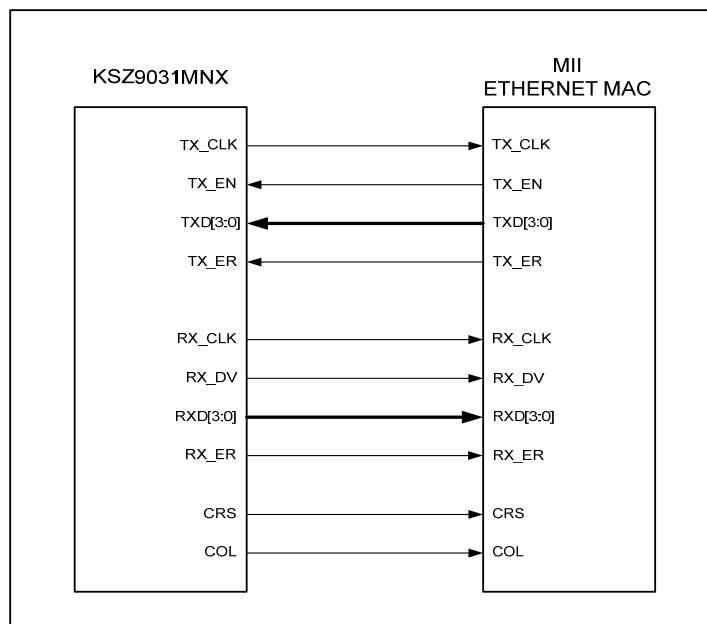 KSZ9031MNX
MII
ETHERNET MAC
TX_CLK TX_CLK
TX_EN TX_EN
TXD[3:0] TXD[3:0]
TX_ER TX_ER
RX_CLK RX_CLK
RX_DV RX_DV
RXD[3:0] RXD[3:0]
RX_ER RX_ER
CRS CRS
COL COL